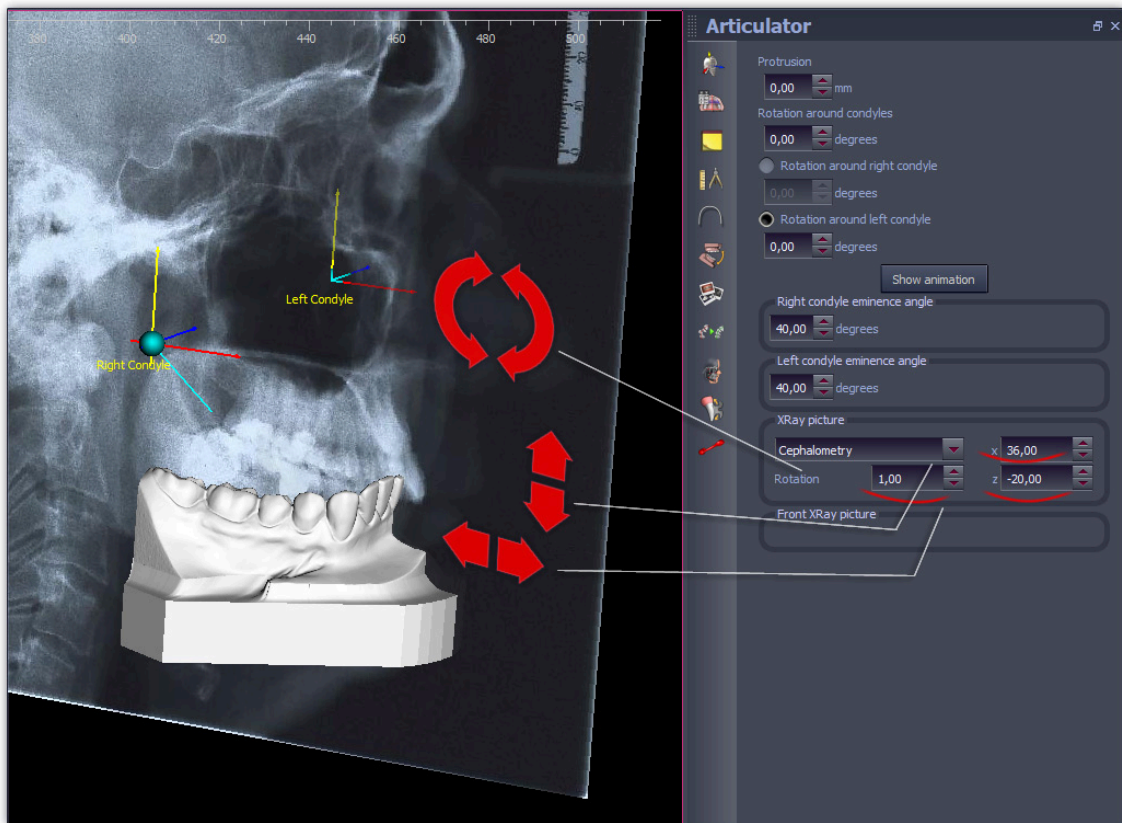 380 400 420 440 460 480 500
Left Condyle
Right Condyle
Articulator
Protrusion
0,00 mm
Rotation around condyles
0,00 degrees
Rotation around right condyle
0,00 degrees
Rotation around left condyle
0,00 degrees
Show animation
Right condyle eminence angle
40,00 degrees
Left condyle eminence angle
40,00 degrees
XRay picture
Cephalometry x 36,00
Rotation 1,00 z -20,00
Front XRay picture